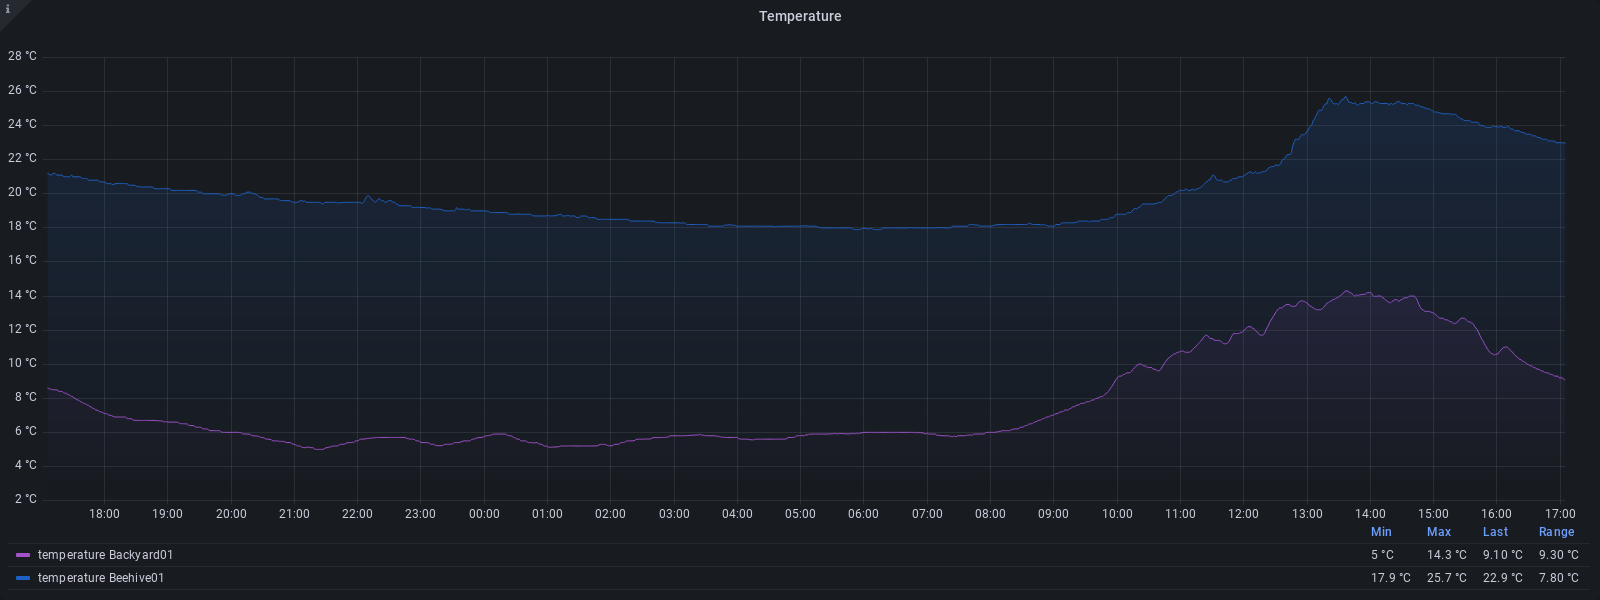 i
Temperature
28 °C
26 °C
24 °C
22 °C
20 °C
18 °C
16 °C
14 °C
12 °C
10 °C
8 °C
6 °C
4 °C
2 °C
18:00 19:00 20:00 21:00 22:00 23:00 00:00 01:00 02:00 03:00 04:00 05:00 06:00 07:00 08:00 09:00 10:00 11:00 12:00 13:00 14:00 15:00 16:00 17:00
Min Max Last Range
temperature Backyard01 5 °C 14.3 °C 9.10 °C 9.30 °C
temperature Beehive01 17.9 °C 25.7 °C 22.9 °C 7.80 °C